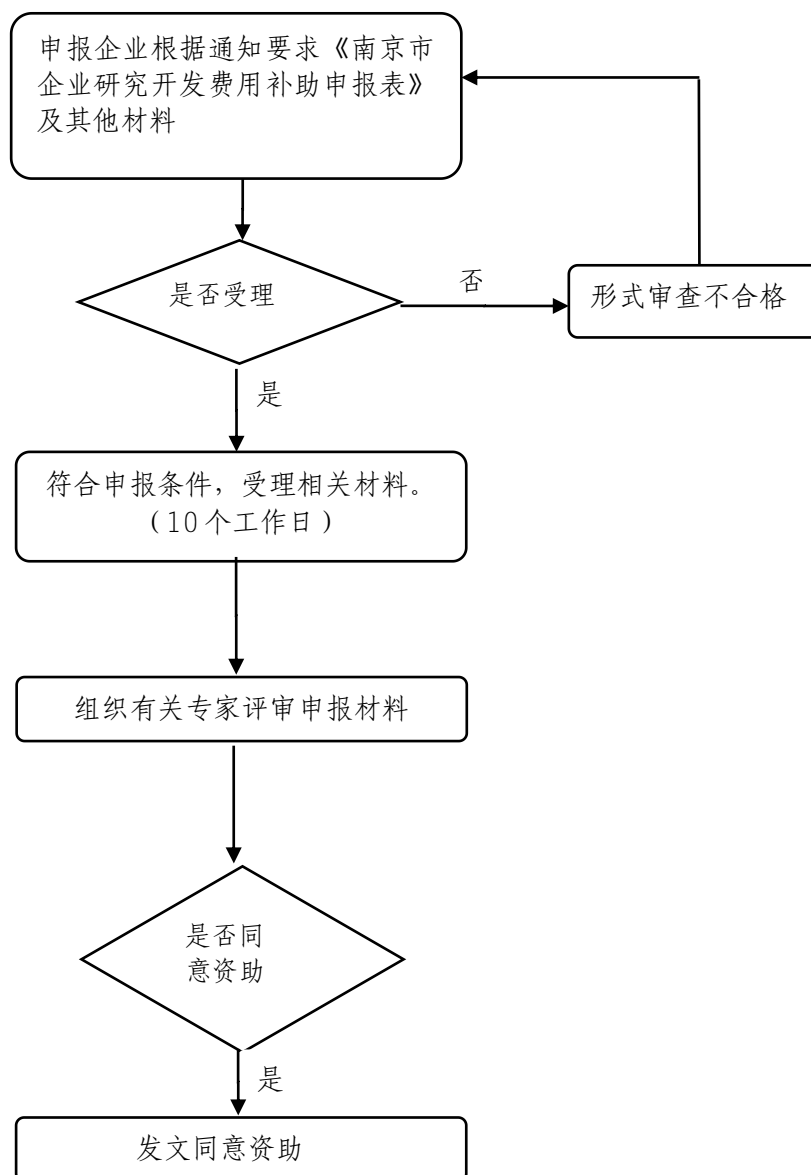 申报企业根据通知要求《南京市
企业研究开发费用补助申报表》
及其他材料
是否受理
否
形式审查不合格
是
符合申报条件，受理相关材料。
（10个工作日）
组织有关专家评审申报材料
是否同
意资助
是
发文同意资助